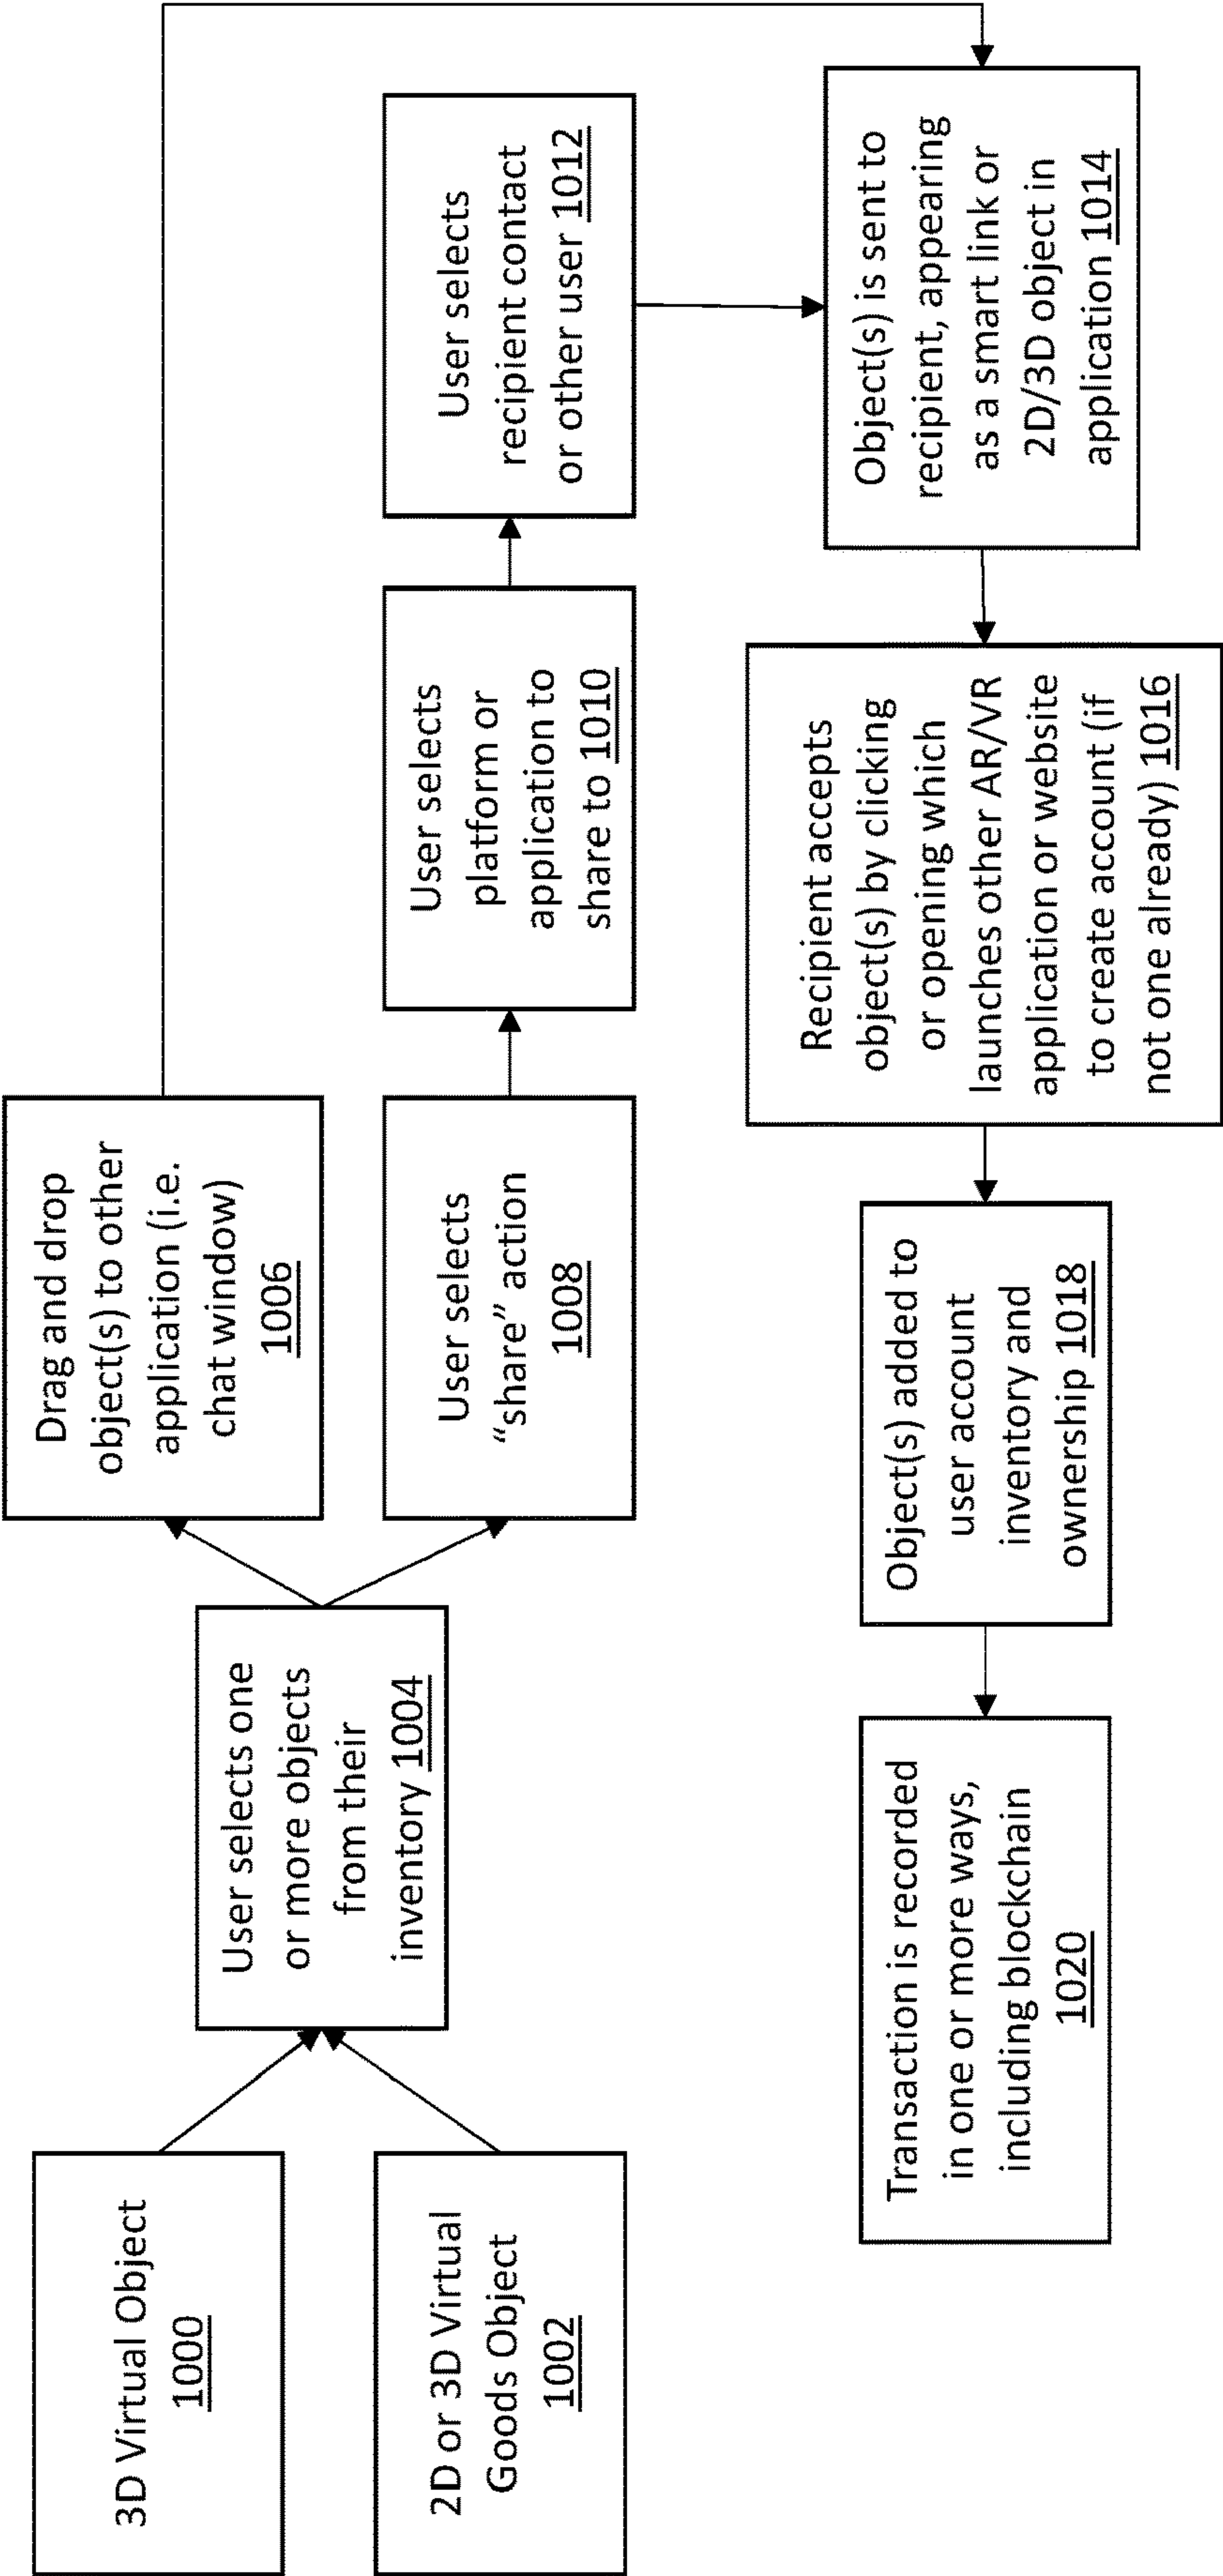 3D Virtual Object
1000
2D or 3D Virtual
Goods Object
1002
User selects one
or more objects
from their
inventory 1004
Drag and drop
object(s) to other
application (i.e.
chat window)
1006
User selects
“share” action
1008
User selects
platform or
application to
share to 1010
User selects
recipient contact
or other user 1012
Object(s) is sent to
recipient, appearing
as a smart link or
2D/3D object in
application 1014
Recipient accepts
object(s) by clicking
or opening which
launches other AR/VR
application or website
to create account (if
not one already) 1016
Object(s) added to
user account
inventory and
ownership 1018
Transaction is recorded
in one or more ways,
including blockchain
1020